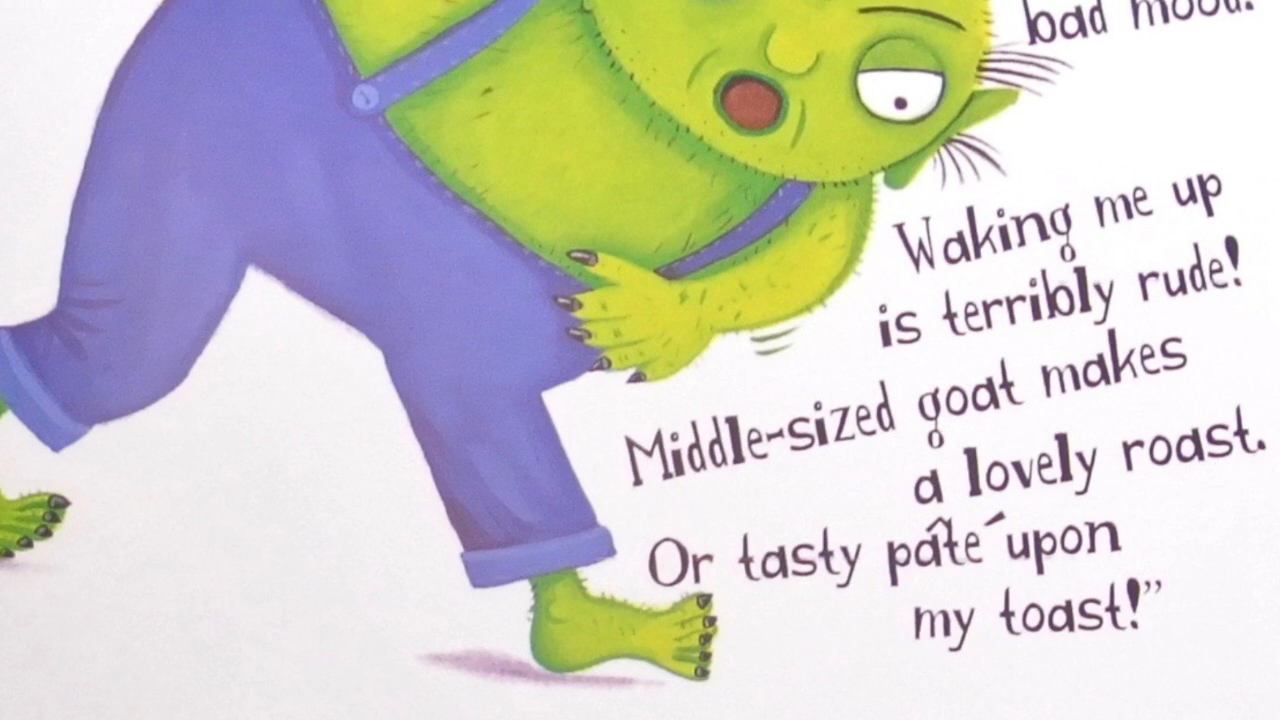 bad mood.
Waking me up
is terribly rude!
Middle-sized goat makes
a lovely roast.
Or tasty pâté upon
my toast!”